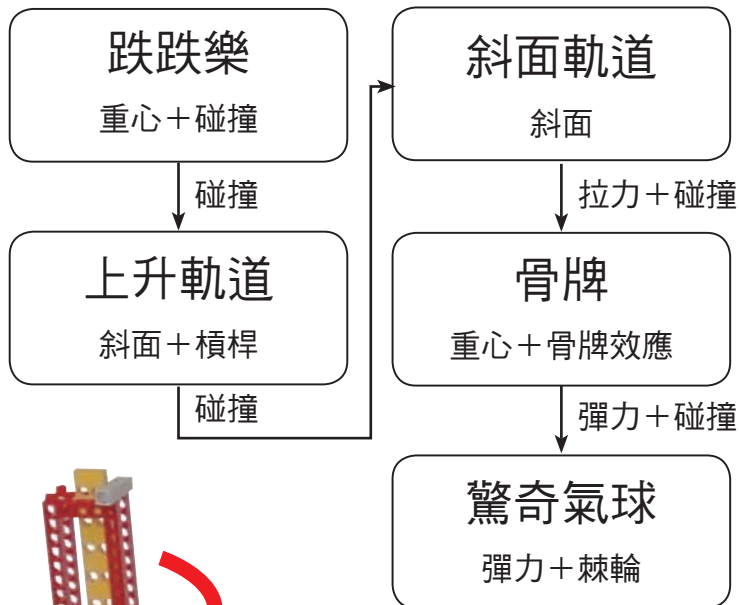 跌跌樂
重心＋碰撞
碰撞
上升軌道
斜面＋槓桿
碰撞
斜面軌道
斜面
拉力＋碰撞
骨牌
重心＋骨牌效應
彈力＋碰撞
驚奇氣球
彈力＋棘輪